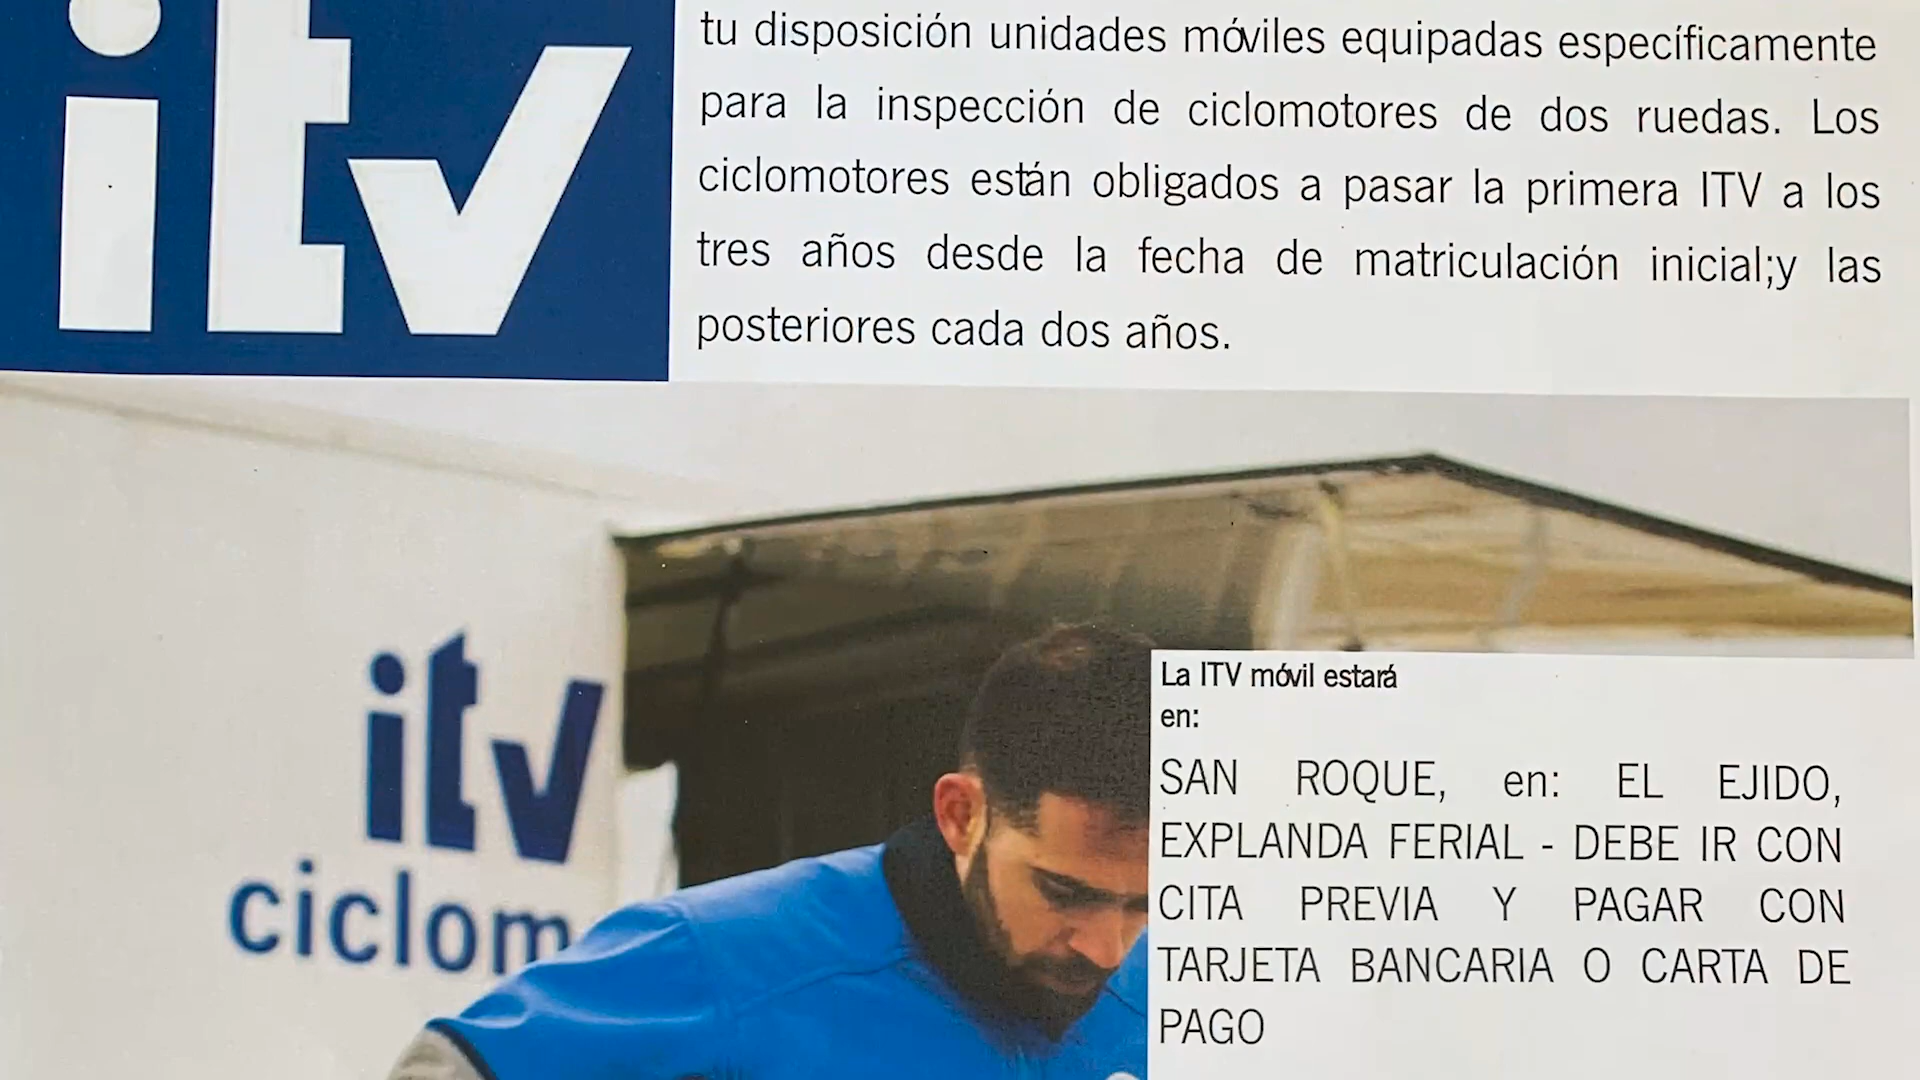 itv
tu disposición unidades móviles equipadas específicamente
para la inspección de ciclomotores de dos ruedas. Los
ciclomotores están obligados a pasar la primera ITV a los
tres años desde la fecha de matriculación inicial;y las
posteriores cada dos años.
itv
ciclom
La ITV móvil estará
en:
SAN ROQUE, en: EL EJIDO,
EXPLANDA FERIAL - DEBE IR CON
CITA PREVIA Y PAGAR CON
TARJETA BANCARIA O CARTA DE
PAGO